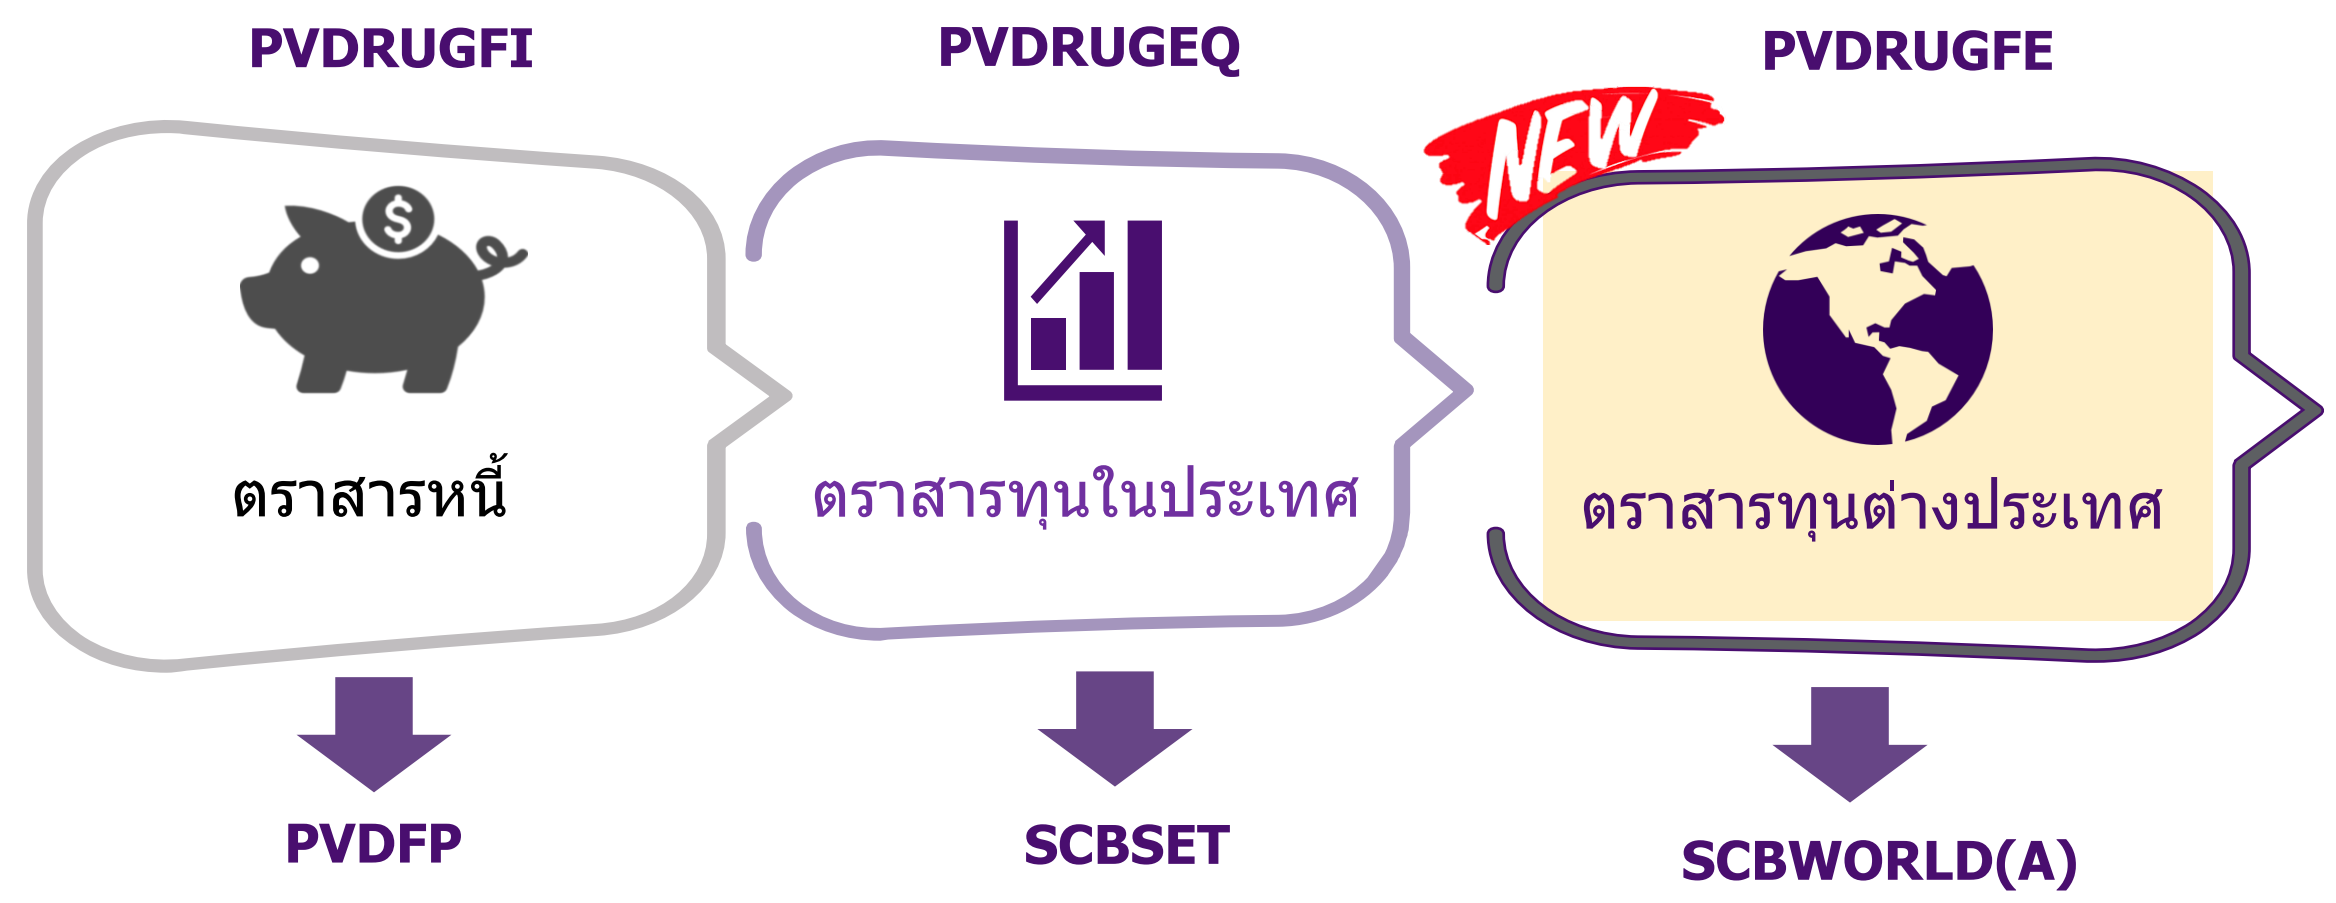 PVDRUGFI
PVDRUGEQ
PVDRUGFE
NEW
$
ตราสารหนี้
ตราสารทุนในประเทศ
ตราสารทุนต่างประเทศ
PVDFP
SCBSET
SCBWORLD(A)